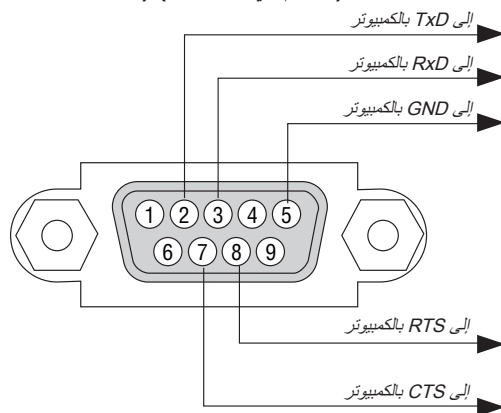 إلى TxD بالكمبيوتر
إلى RxD بالكمبيوتر
إلى GND بالكمبيوتر
1 2 3 4 5
6 7 8 9
إلى RTS بالكمبيوتر
إلى CTS بالكمبيوتر